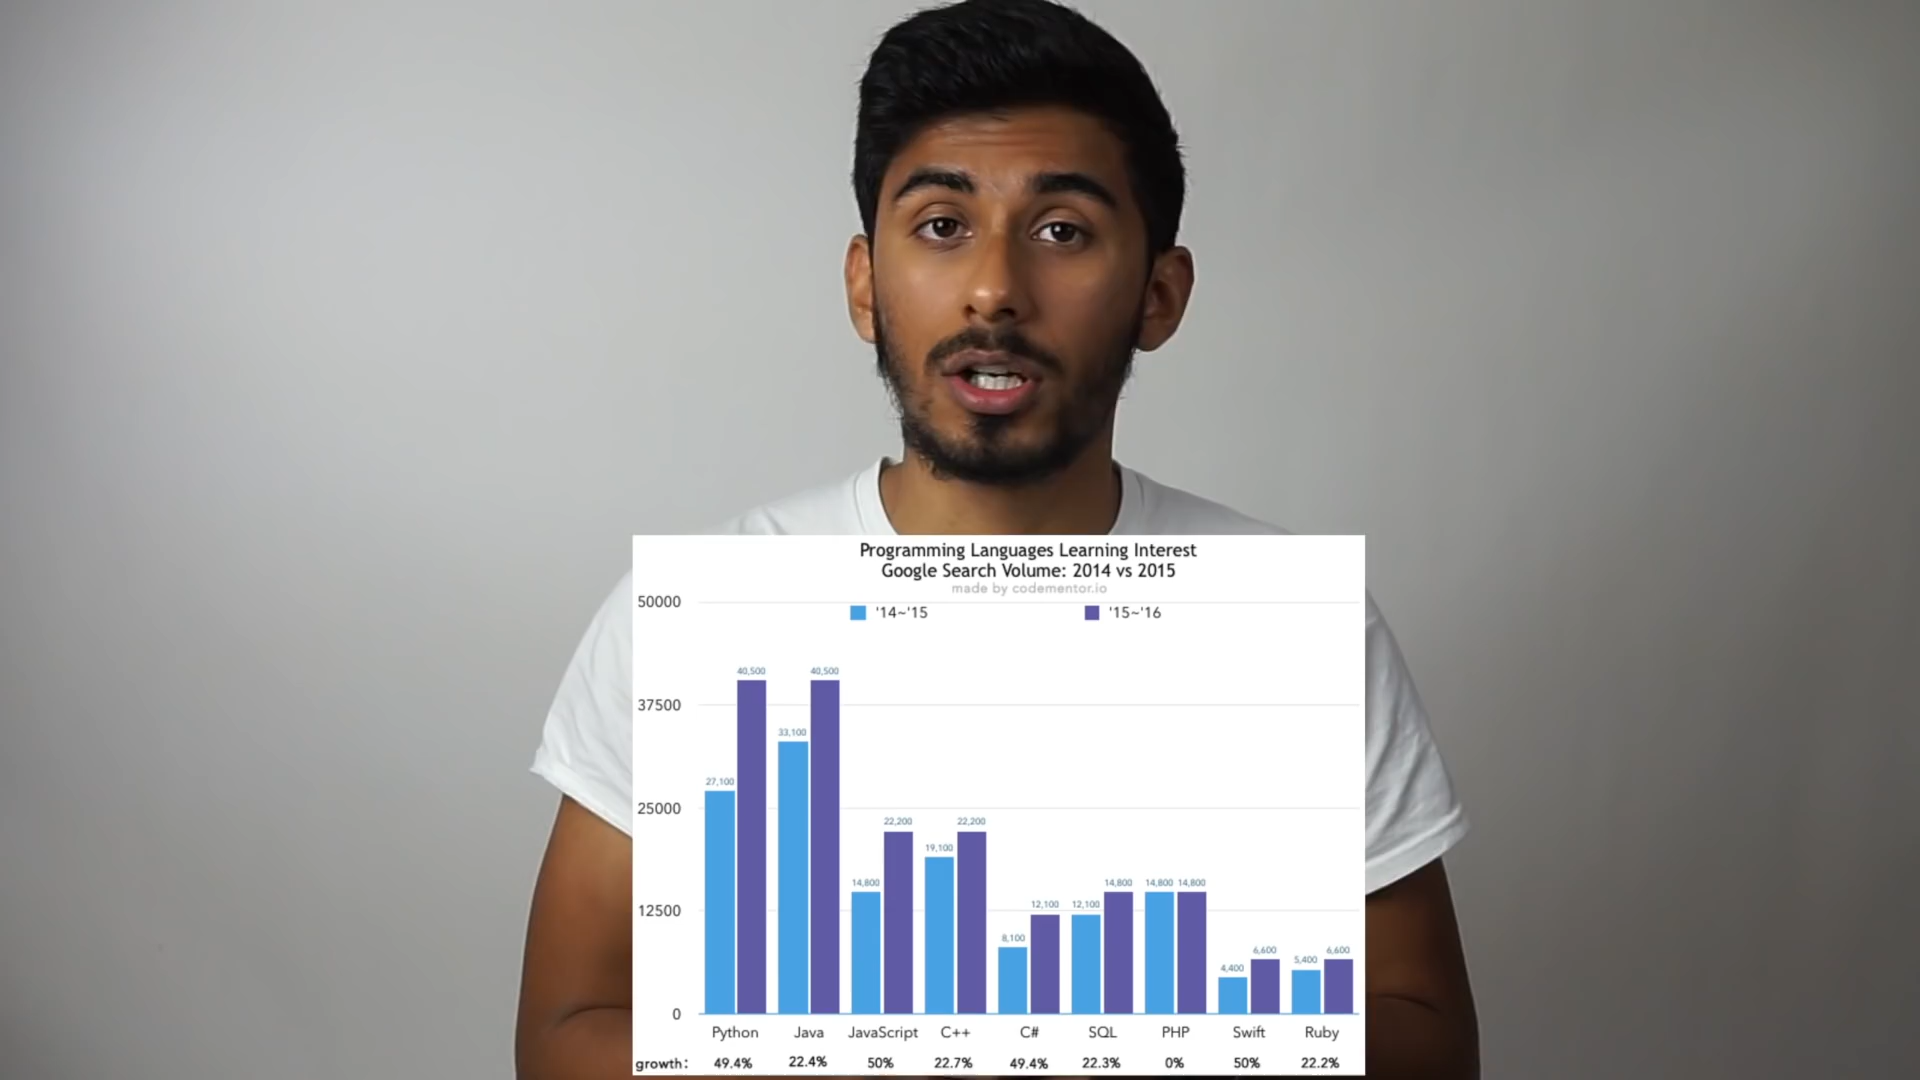 Programming Languages Learning Interest
Google Search Volume: 2014 vs 2015
made by codementor.io
'14~'15 '15~'16
50000
37500
25000
12500
0
27,100 40,500 33,100 40,500 14,800 22,200 19,100 22,200 8,100 12,100 12,100 14,800 14,800 14,800 4,400 6,600 5,400 6,600
Python Java JavaScript C++ C# SQL PHP Swift Ruby
growth: 49.4% 22.4% 50% 22.7% 49.4% 22.3% 0% 50% 22.2%